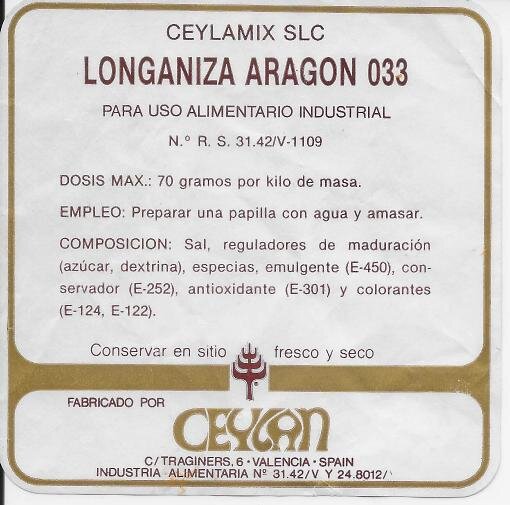 CEYLAMIX SLC
LONGANIZA ARAGON 033
PARA USO ALIMENTARIO INDUSTRIAL
N.º R. S. 31.42/V-1109
DOSIS MAX.: 70 gramos por kilo de masa.
EMPLEO: Preparar una papilla con agua y amasar.
COMPOSICION: Sal, reguladores de maduración
(azúcar, dextrina), especias, emulgente (E-450), con-
servador (E-252), antioxidante (E-301) y colorantes
(E-124, E-122).
Conservar en sitio fresco y seco
FABRICADO POR
CEYLAN
C/ TRAGINERS, 6 · VALENCIA · SPAIN
INDUSTRIA ALIMENTARIA Nº 31.42/V Y 24.8012/